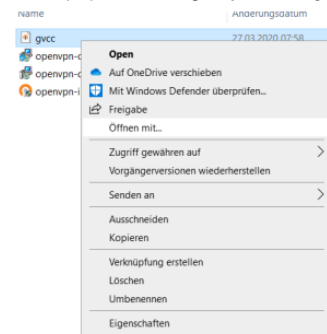 Name Änderungsdatum
gvcc 27.03.2020 07:58
openvpn-c
openvpn-c
openvpn-i
Open
Auf OneDrive verschieben
Mit Windows Defender überprüfen...
Freigabe
Öffnen mit...
Zugriff gewähren auf
Vorgängerversionen wiederherstellen
Senden an
Ausschneiden
Kopieren
Verknüpfung erstellen
Löschen
Umbenennen
Eigenschaften